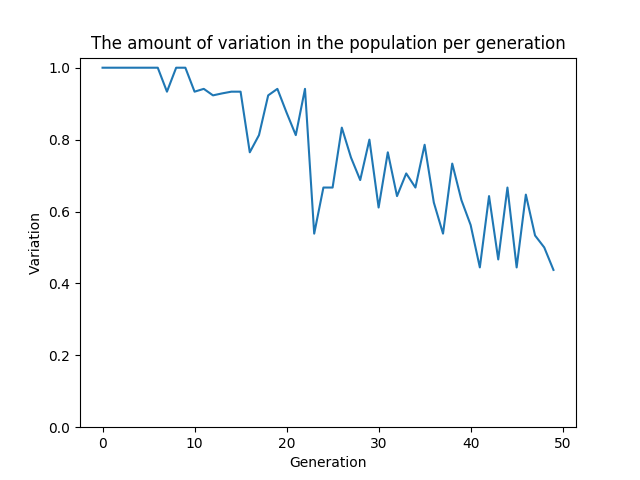 The amount of variation in the population per generation
1.0
0.8
0.6
0.4
0.2
0.0
Variation
0 10 20 30 40 50
Generation